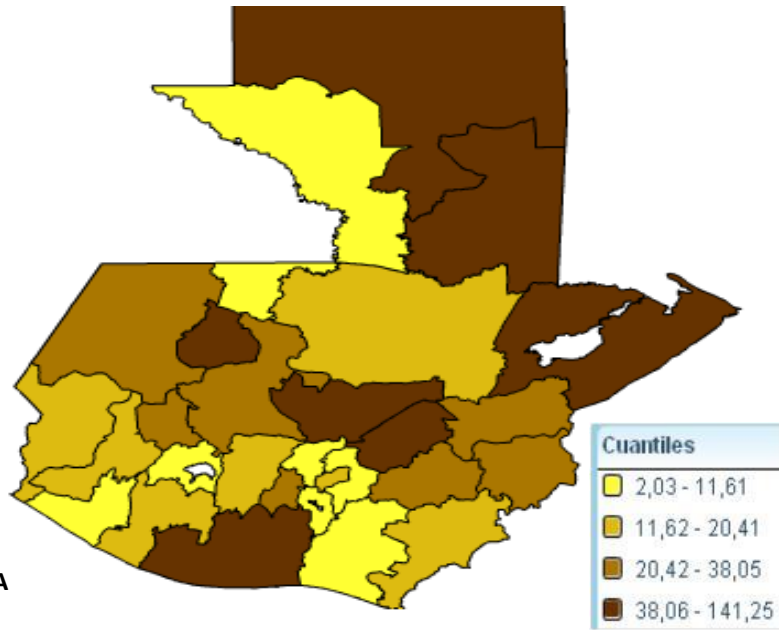 Cuantiles
2,03 - 11,61
11,62 - 20,41
20,42 - 38,05
38,06 - 141,25
A